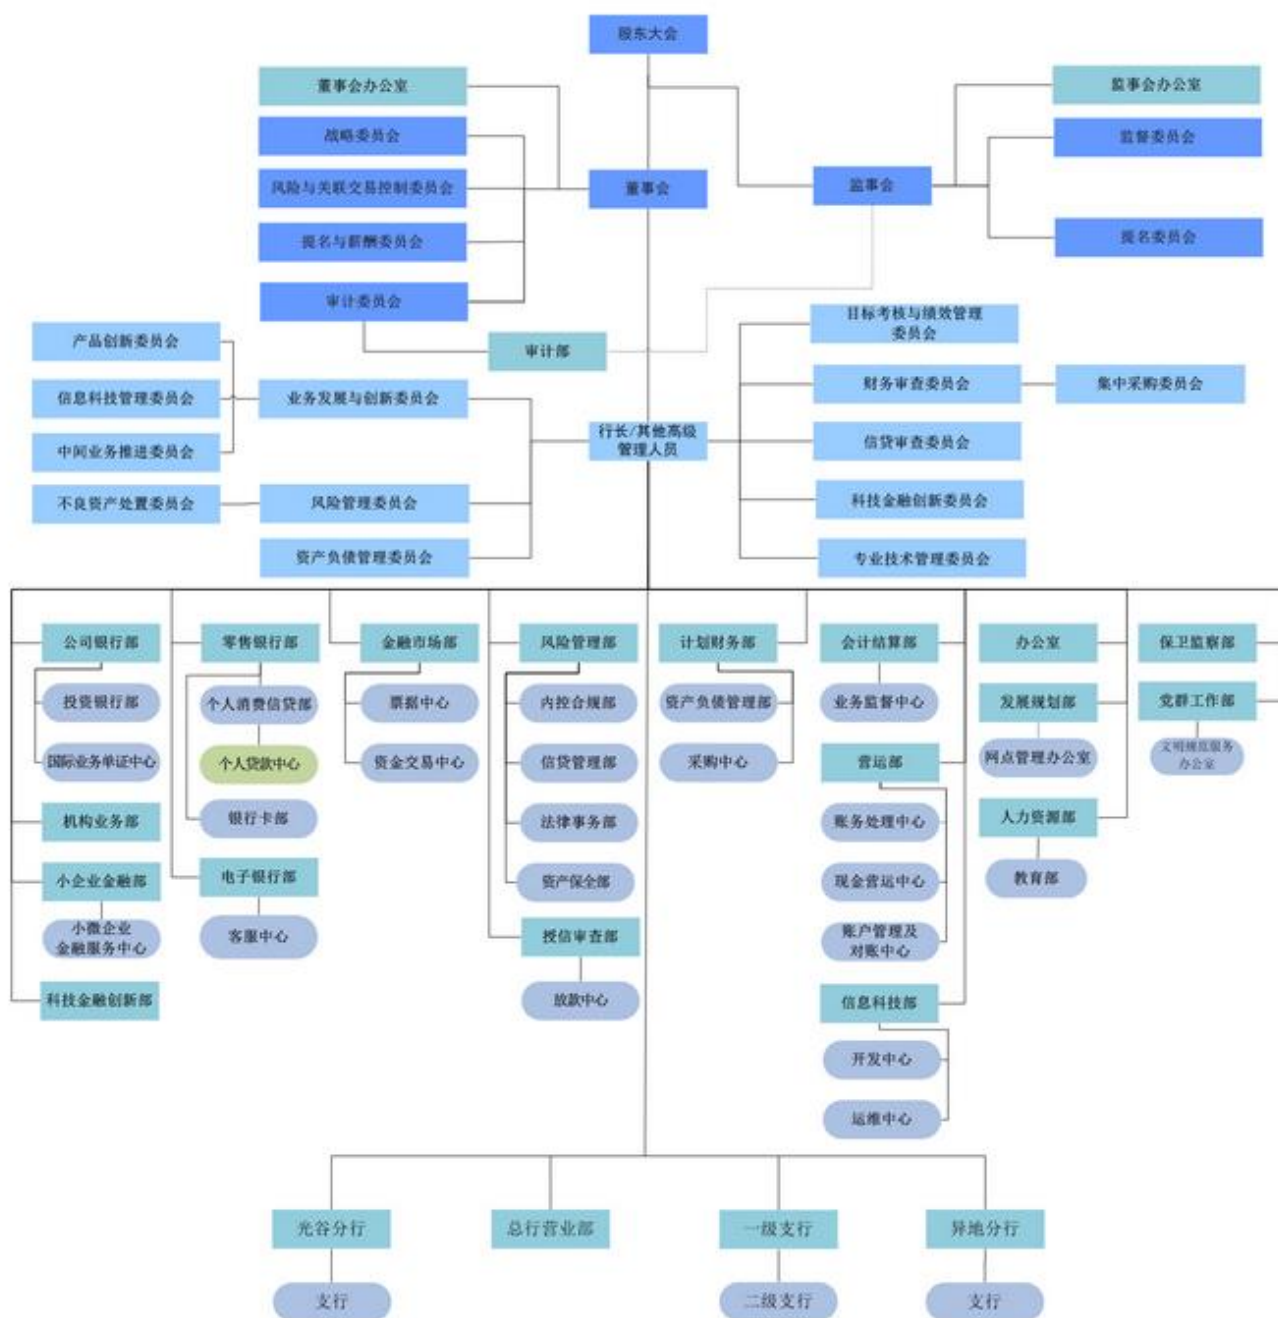 股东大会
董事会办公室
监事会办公室
战略委员会
监督委员会
风险与关联交易控制委员会
董事会
监事会
提名与薪酬委员会
提名委员会
审计委员会
目标考核与绩效管理
委员会
产品创新委员会
审计部
信息科技管理委员会
业务发展与创新委员会
财务审查委员会
集中采购委员会
行长/其他高级
管理人员
信贷审查委员会
中间业务推进委员会
不良资产处置委员会
风险管理委员会
科技金融创新委员会
资产负债管理委员会
专业技术管理委员会
公司银行部
零售银行部
金融市场部
风险管理部
计划财务部
会计结算部
办公室
保卫监察部
投资银行部
个人消费信贷部
票据中心
内控合规部
资产负债管理部
业务监督中心
发展规划部
党群工作部
国际业务单证中心
个人贷款中心
资金交易中心
信贷管理部
采购中心
营运部
网点管理办公室
文明规范服务
办公室
机构业务部
银行卡部
法律事务部
账务处理中心
人力资源部
小企业金融部
电子银行部
资产保全部
现金营运中心
教育部
小微企业
金融服务中心
客服中心
授信审查部
账户管理及
对账中心
科技金融创新部
放款中心
信息科技部
开发中心
运维中心
光谷分行
总行营业部
一级支行
异地分行
支行
二级支行
支行